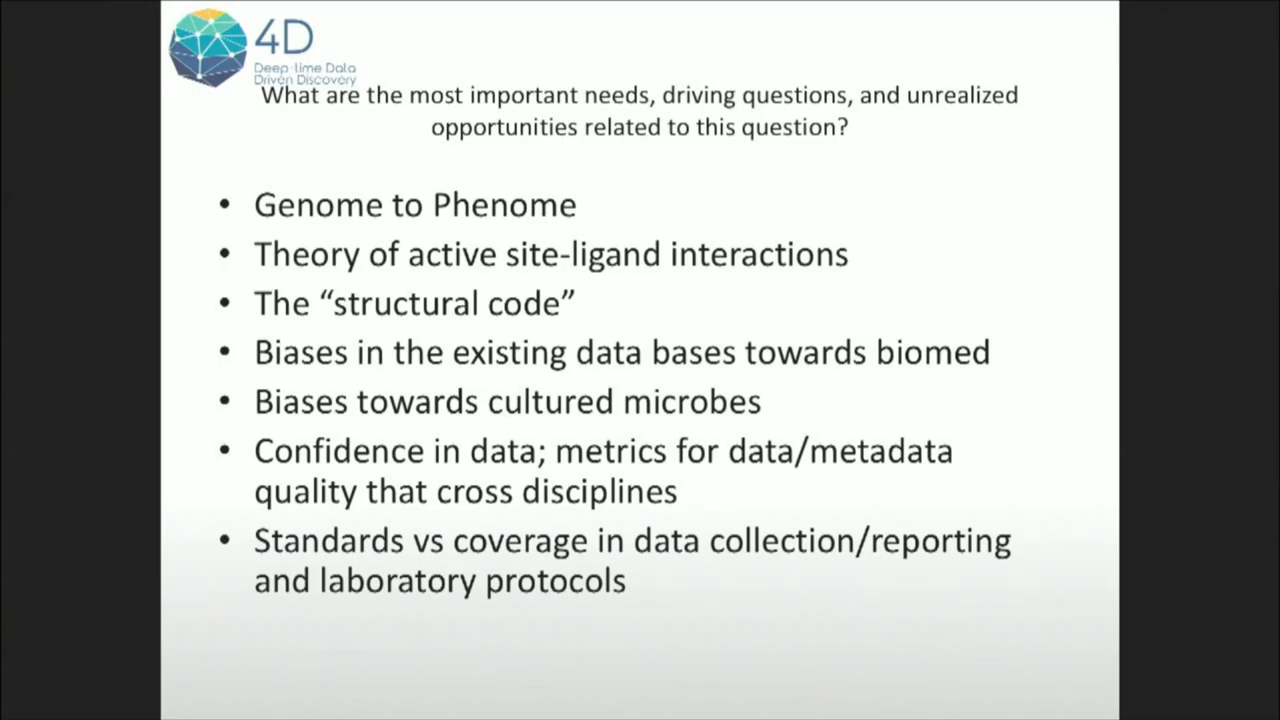 4D
Deep-time Data
Driven Discovery
What are the most important needs, driving questions, and unrealized
opportunities related to this question?
• Genome to Phenome
• Theory of active site-ligand interactions
• The “structural code”
• Biases in the existing data bases towards biomed
• Biases towards cultured microbes
• Confidence in data; metrics for data/metadata
quality that cross disciplines
• Standards vs coverage in data collection/reporting
and laboratory protocols